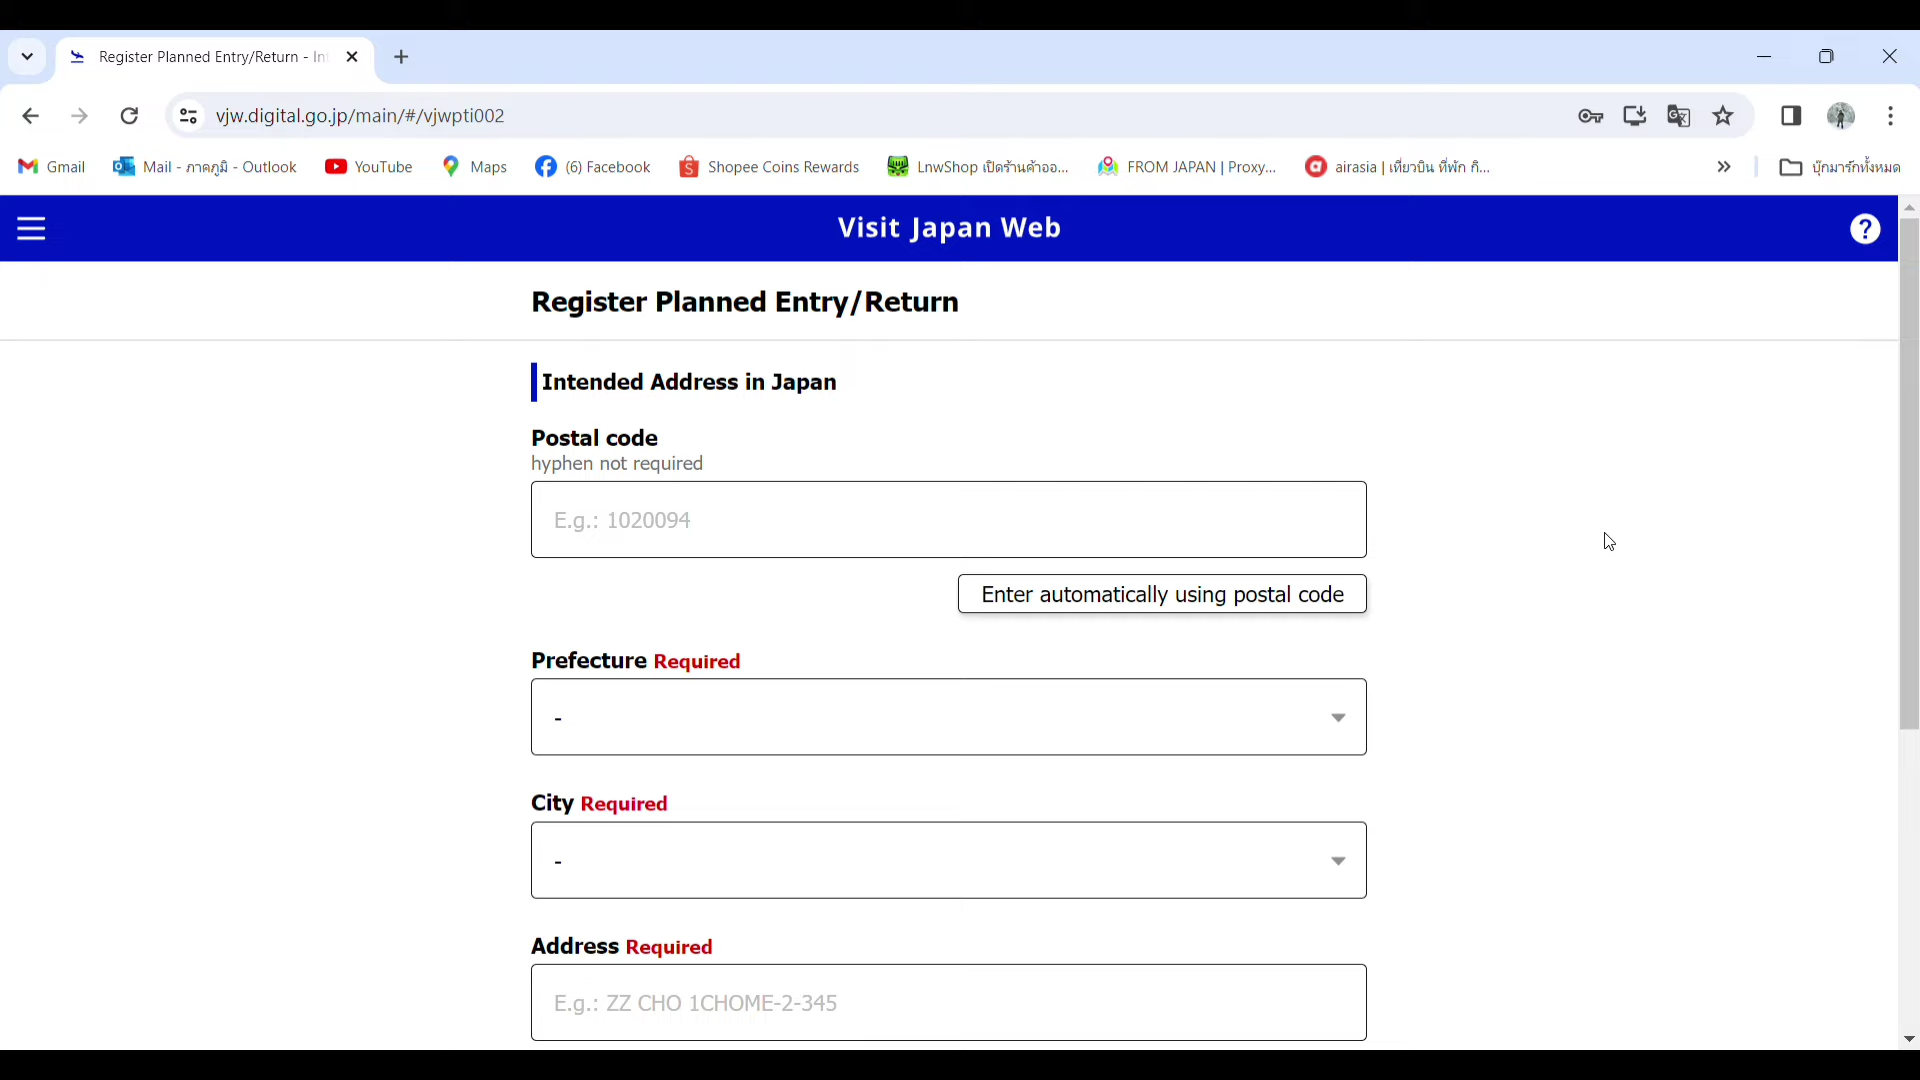 Register Planned Entry/Return - In
vjw.digital.go.jp/main/#/vjwpti002
Gmail
Mail - ภาคภูมิ - Outlook
YouTube
Maps
(6) Facebook
Shopee Coins Rewards
LnwShop เปิดร้านค้าออ...
FROM JAPAN | Proxy...
airasia | เที่ยวบิน ที่พัก กิ...
บุ๊กมาร์กทั้งหมด
Visit Japan Web
Register Planned Entry/Return
Intended Address in Japan
Postal code
hyphen not required
E.g.: 1020094
Enter automatically using postal code
Prefecture Required
-
City Required
-
Address Required
E.g.: ZZ CHO 1CHOME-2-345